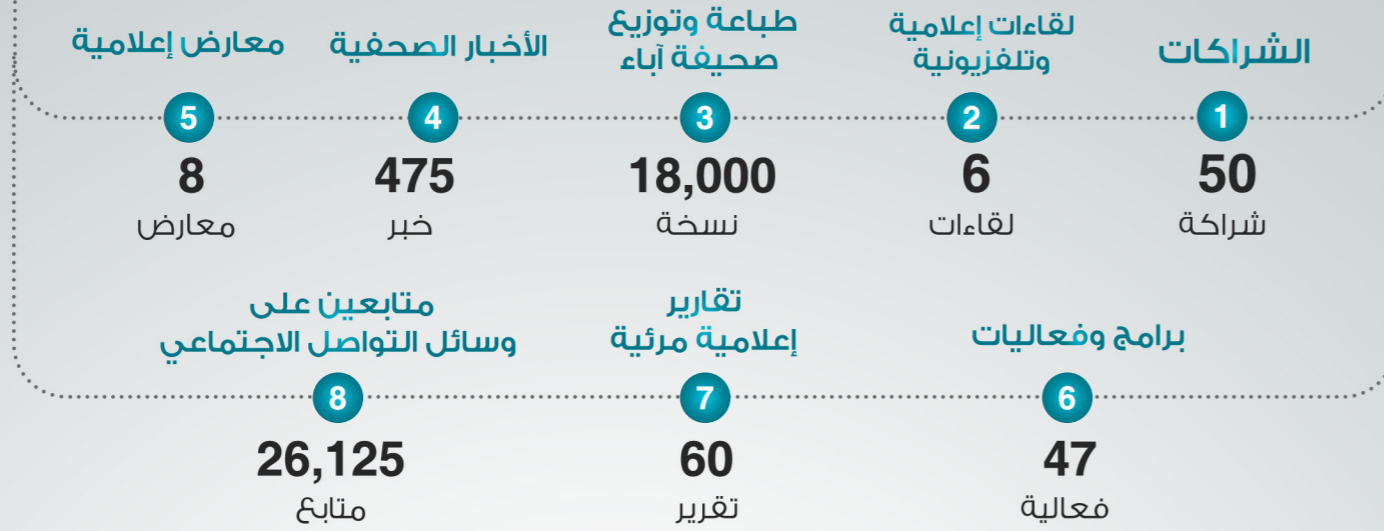 الشراكات
1
50
شراكة
لقاءات إعلامية
وتلفزيونية
2
6
لقاءات
طباعة وتوزيع
صحيفة آباء
3
18,000
نسخة
الأخبار الصحفية
4
475
خبر
معارض إعلامية
5
8
معارض
برامج وفعاليات
6
47
فعالية
تقارير
إعلامية مرئية
7
60
تقرير
متابعين على
وسائل التواصل الاجتماعي
8
26,125
متابع